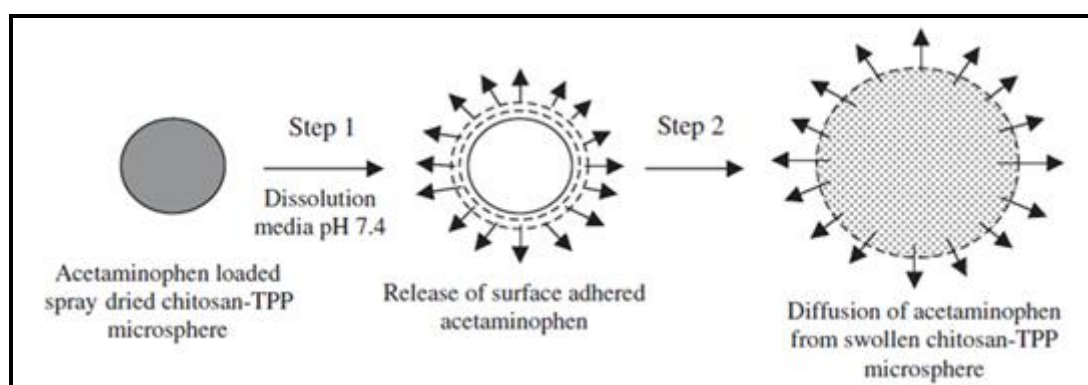 Step 1
Dissolution
media pH 7.4
Step 2
Acetaminophen loaded
spray dried chitosan-TPP
microsphere
Release of surface adhered
acetaminophen
Diffusion of acetaminophen
from swollen chitosan-TPP
microsphere